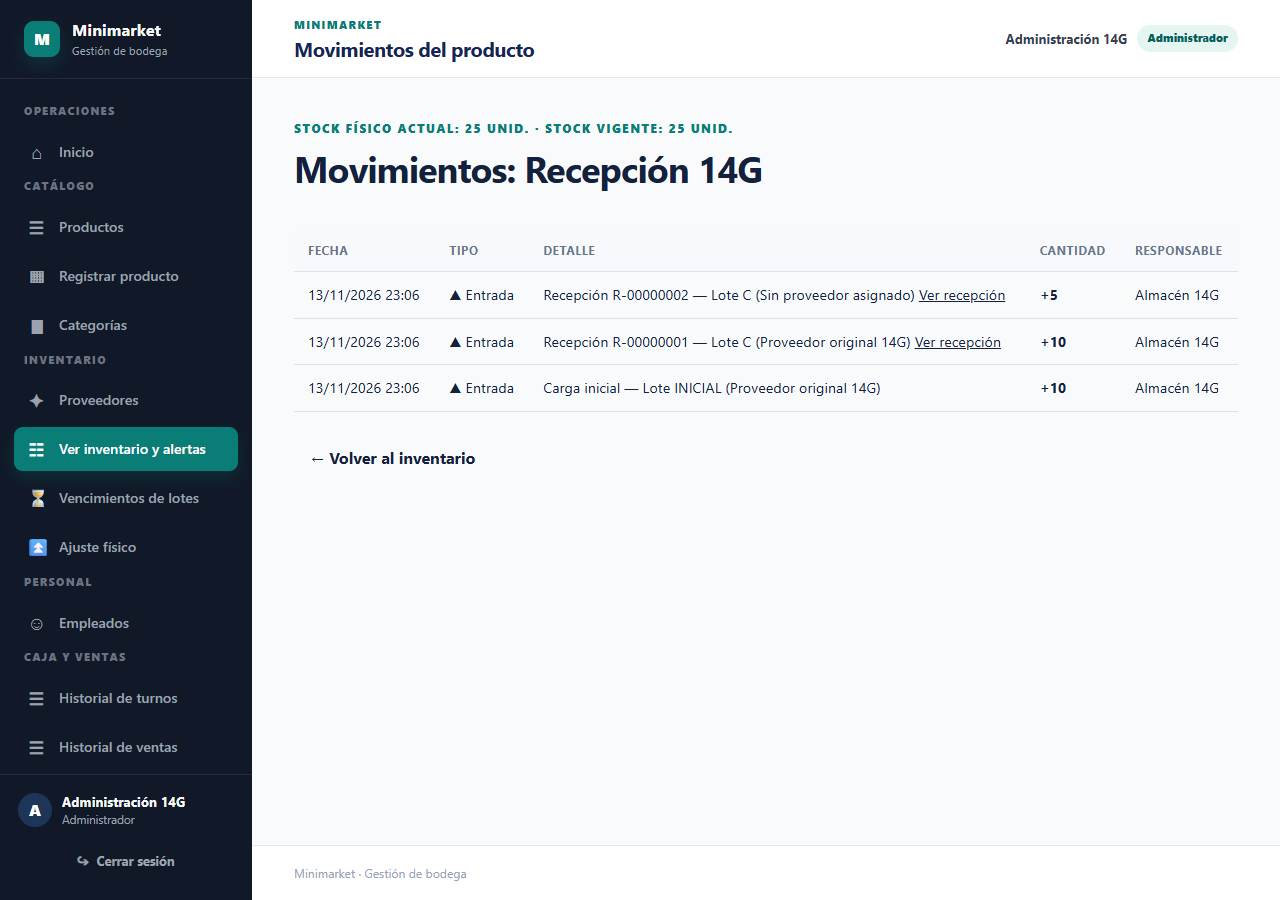 M
Minimarket
Gestión de bodega
OPERACIONES
Inicio
CATÁLOGO
Productos
Registrar producto
Categorías
INVENTARIO
Proveedores
Ver inventario y alertas
Vencimientos de lotes
Ajuste físico
PERSONAL
Empleados
CAJA Y VENTAS
Historial de turnos
Historial de ventas
A
Administración 14G
Administrador
Cerrar sesión
MINIMARKET
Movimientos del producto
Administración 14G Administrador
STOCK FÍSICO ACTUAL: 25 UNID. · STOCK VIGENTE: 25 UNID.
Movimientos: Recepción 14G
FECHA TIPO DETALLE CANTIDAD RESPONSABLE
13/11/2026 23:06 ▲ Entrada Recepción R-00000002 — Lote C (Sin proveedor asignado) Ver recepción +5 Almacén 14G
13/11/2026 23:06 ▲ Entrada Recepción R-00000001 — Lote C (Proveedor original 14G) Ver recepción +10 Almacén 14G
13/11/2026 23:06 ▲ Entrada Carga inicial — Lote INICIAL (Proveedor original 14G) +10 Almacén 14G
← Volver al inventario
Minimarket · Gestión de bodega